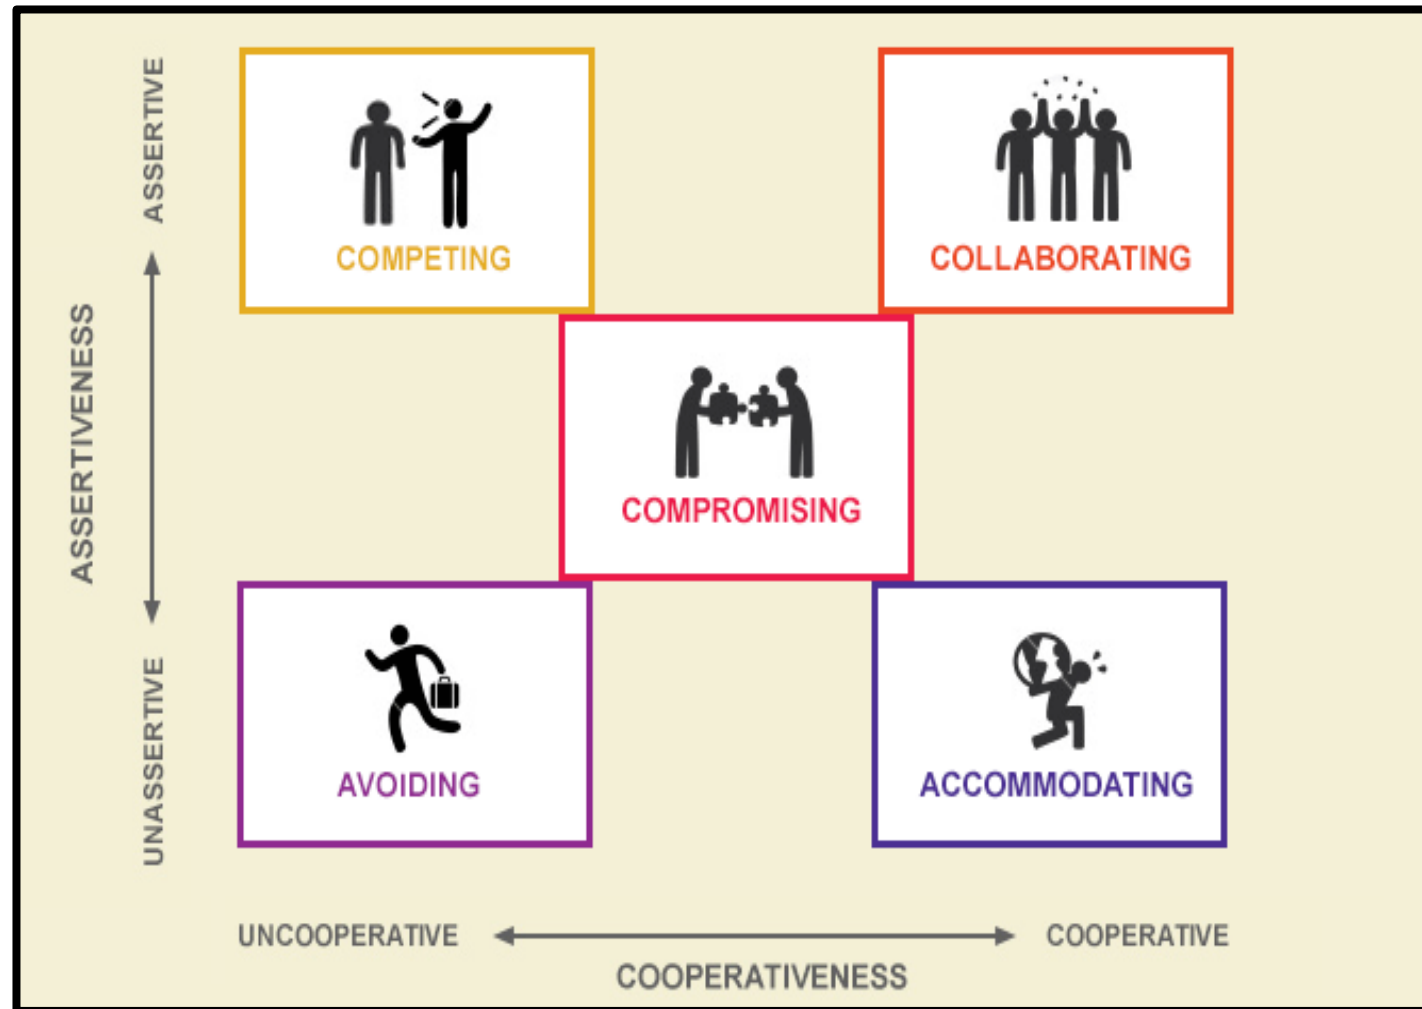 ASSERTIVE
COMPETING
COLLABORATING
ASSERTIVENESS
COMPROMISING
UNASSERTIVE
AVOIDING
ACCOMMODATING
UNCOOPERATIVE
COOPERATIVE
COOPERATIVENESS